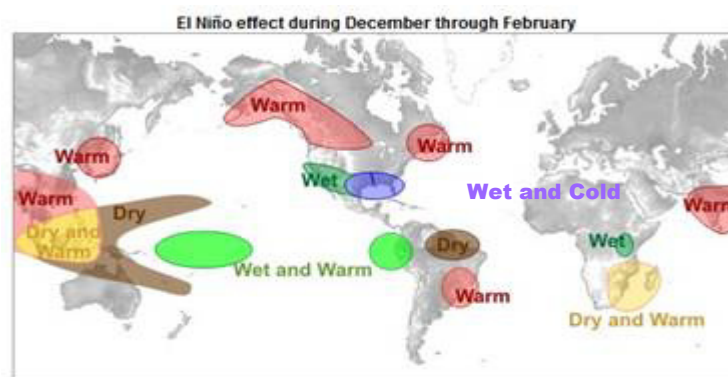 El Niño effect during December through February
Warm
Warm
Warm
Warm
Wet
Wet and Cold
Warm
Dry
Dry and
Warm
Wet and Warm
Dry
Wet
Warm
Dry and Warm